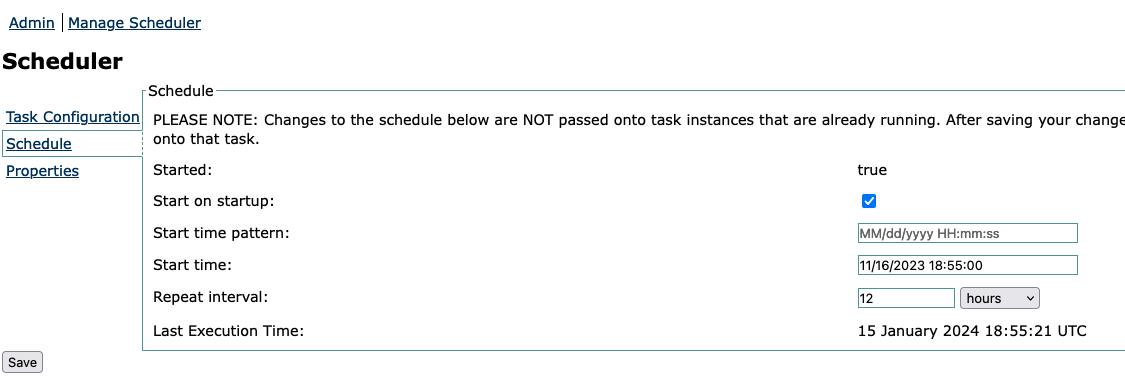 Admin | Manage Scheduler
Scheduler
Schedule
Task Configuration
Schedule
Properties
PLEASE NOTE: Changes to the schedule below are NOT passed onto task instances that are already running. After saving your change
onto that task.
Started: true
Start on startup:
Start time pattern: MM/dd/yyyy HH:mm:ss
Start time: 11/16/2023 18:55:00
Repeat interval: 12 hours
Last Execution Time: 15 January 2024 18:55:21 UTC
Save